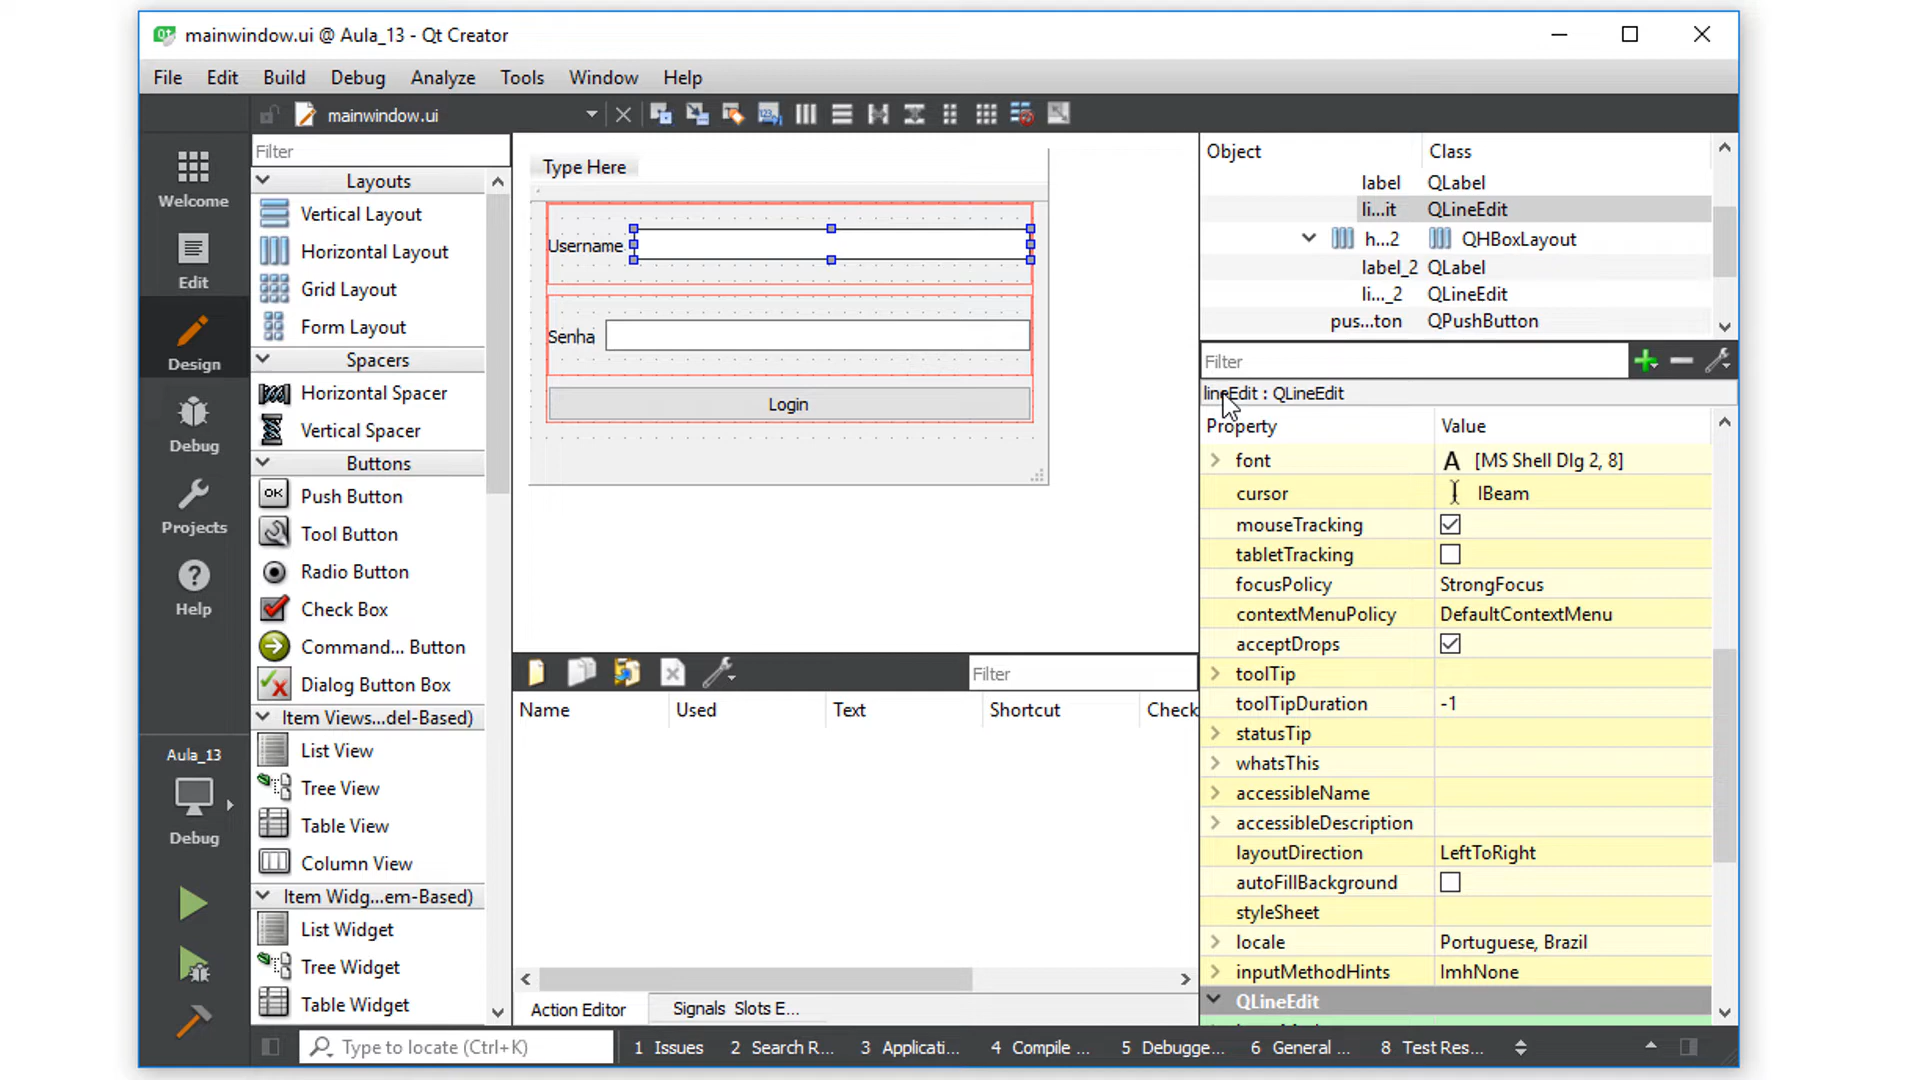 mainwindow.ui @ Aula_13 - Qt Creator
File Edit Build Debug Analyze Tools Window Help
mainwindow.ui
Welcome
Edit
Design
Debug
Projects
Help
Aula_13
Debug
Filter
Layouts
Vertical Layout
Horizontal Layout
Grid Layout
Form Layout
Spacers
Horizontal Spacer
Vertical Spacer
Buttons
OK Push Button
Tool Button
Radio Button
Check Box
Command... Button
Dialog Button Box
Item Views...del-Based)
List View
Tree View
Table View
Column View
Item Widg...em-Based)
List Widget
Tree Widget
Table Widget
Type Here
Username
Senha
Login
Filter
Name Used Text Shortcut Check
Action Editor Signals Slots E...
Object Class
label QLabel
li...it QLineEdit
h...2 QHBoxLayout
label_2 QLabel
li..._2 QLineEdit
pus...ton QPushButton
Filter
lineEdit : QLineEdit
Property Value
font A [MS Shell Dlg 2, 8]
cursor IBeam
mouseTracking
tabletTracking
focusPolicy StrongFocus
contextMenuPolicy DefaultContextMenu
acceptDrops
toolTip
toolTipDuration -1
statusTip
whatsThis
accessibleName
accessibleDescription
layoutDirection LeftToRight
autoFillBackground
styleSheet
locale Portuguese, Brazil
inputMethodHints ImhNone
QLineEdit
Type to locate (Ctrl+K) 1 Issues 2 Search R... 3 Applicati... 4 Compile ... 5 Debugge... 6 General ... 8 Test Res...